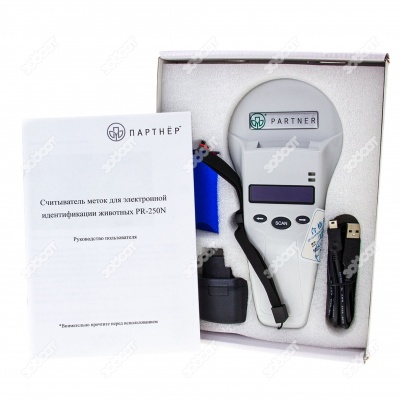 ПАРТНЁР
Считыватель меток для электронной
идентификации животных PR-250N
Руководство пользователя
*Внимательно прочтите перед использованием
PARTNER
SCAN